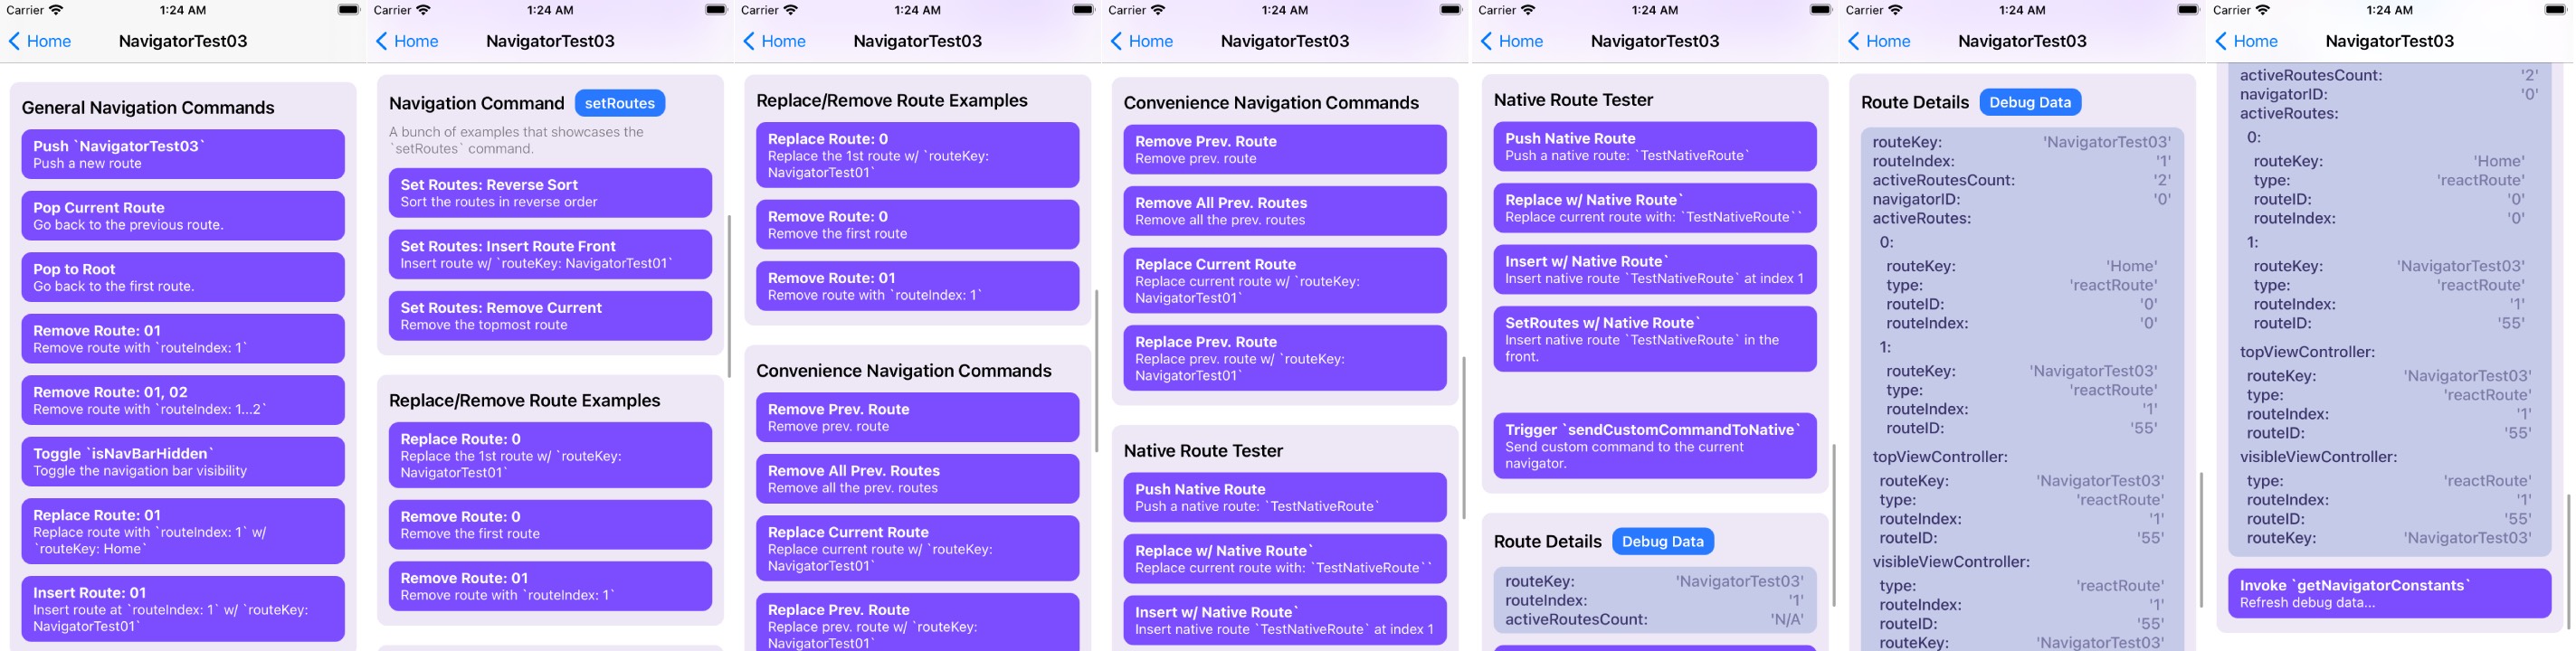 Carrier
1:24 AM
Home
NavigatorTest03
General Navigation Commands
Push `NavigatorTest03`
Push a new route
Pop Current Route
Go back to the previous route.
Pop to Root
Go back to the first route.
Remove Route: 01
Remove route with `routeIndex: 1`
Remove Route: 01, 02
Remove route with `routeIndex: 1...2`
Toggle `isNavBarHidden`
Toggle the navigation bar visibility
Replace Route: 01
Replace route with `routeIndex: 1` w/
`routeKey: Home`
Insert Route: 01
Insert route at `routeIndex: 1` w/ `routeKey:
NavigatorTest01`
Carrier
1:24 AM
Home
NavigatorTest03
Navigation Command setRoutes
A bunch of examples that showcases the
`setRoutes` command.
Set Routes: Reverse Sort
Sort the routes in reverse order
Set Routes: Insert Route Front
Insert route w/ `routeKey: NavigatorTest01`
Set Routes: Remove Current
Remove the topmost route
Replace/Remove Route Examples
Replace Route: 0
Replace the 1st route w/ `routeKey:
NavigatorTest01`
Remove Route: 0
Remove the first route
Remove Route: 01
Remove route with `routeIndex: 1`
Carrier
1:24 AM
Home
NavigatorTest03
Replace/Remove Route Examples
Replace Route: 0
Replace the 1st route w/ `routeKey:
NavigatorTest01`
Remove Route: 0
Remove the first route
Remove Route: 01
Remove route with `routeIndex: 1`
Convenience Navigation Commands
Remove Prev. Route
Remove prev. route
Remove All Prev. Routes
Remove all the prev. routes
Replace Current Route
Replace current route w/ `routeKey:
NavigatorTest01`
Replace Prev. Route
Replace prev. route w/ `routeKey:
NavigatorTest01`
Carrier
1:24 AM
Home
NavigatorTest03
Convenience Navigation Commands
Remove Prev. Route
Remove prev. route
Remove All Prev. Routes
Remove all the prev. routes
Replace Current Route
Replace current route w/ `routeKey:
NavigatorTest01`
Replace Prev. Route
Replace prev. route w/ `routeKey:
NavigatorTest01`
Native Route Tester
Push Native Route
Push a native route: `TestNativeRoute`
Replace w/ Native Route`
Replace current route with: `TestNativeRoute``
Insert w/ Native Route`
Insert native route `TestNativeRoute` at index 1
Carrier
1:24 AM
Home
NavigatorTest03
Native Route Tester
Push Native Route
Push a native route: `TestNativeRoute`
Replace w/ Native Route`
Replace current route with: `TestNativeRoute``
Insert w/ Native Route`
Insert native route `TestNativeRoute` at index 1
SetRoutes w/ Native Route`
Insert native route `TestNativeRoute` in the
front.
Trigger `sendCustomCommandToNative`
Send custom command to the current
navigator.
Route Details Debug Data
routeKey: 'NavigatorTest03'
routeIndex: '1'
activeRoutesCount: 'N/A'
Carrier
1:24 AM
Home
NavigatorTest03
Route Details Debug Data
routeKey: 'NavigatorTest03'
routeIndex: '1'
activeRoutesCount: '2'
navigatorID: '0'
activeRoutes:
0:
routeKey: 'Home'
type: 'reactRoute'
routeID: '0'
routeIndex: '0'
1:
routeKey: 'NavigatorTest03'
type: 'reactRoute'
routeIndex: '1'
routeID: '55'
topViewController:
routeKey: 'NavigatorTest03'
type: 'reactRoute'
routeIndex: '1'
routeID: '55'
visibleViewController:
type: 'reactRoute'
routeIndex: '1'
routeID: '55'
routeKey: 'NavigatorTest03'
Carrier
1:24 AM
Home
NavigatorTest03
activeRoutesCount: '2'
navigatorID: '0'
activeRoutes:
0:
routeKey: 'Home'
type: 'reactRoute'
routeID: '0'
routeIndex: '0'
1:
routeKey: 'NavigatorTest03'
type: 'reactRoute'
routeIndex: '1'
routeID: '55'
topViewController:
routeKey: 'NavigatorTest03'
type: 'reactRoute'
routeIndex: '1'
routeID: '55'
visibleViewController:
type: 'reactRoute'
routeIndex: '1'
routeID: '55'
routeKey: 'NavigatorTest03'
Invoke `getNavigatorConstants`
Refresh debug data...